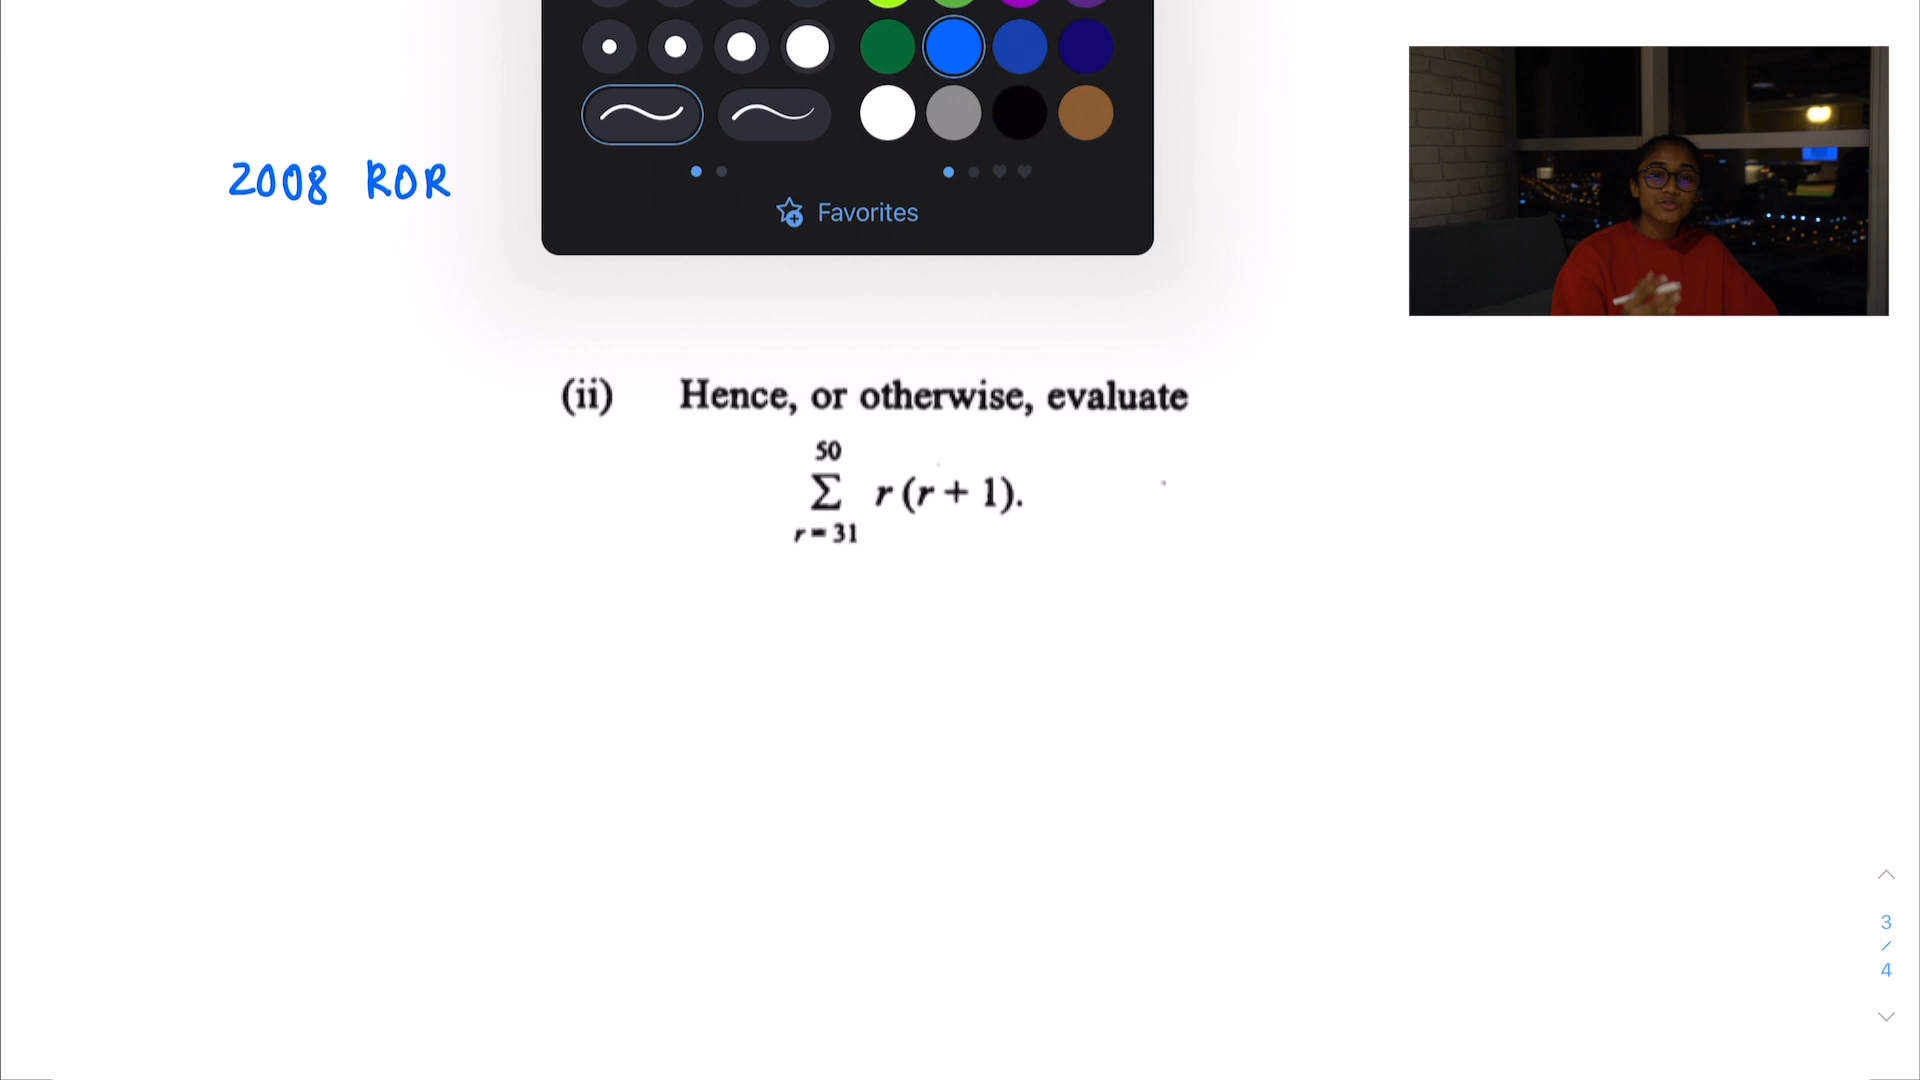 2008 ROR
Favorites
(ii) Hence, or otherwise, evaluate
50
Σ r (r + 1).
r = 31
3
/
4